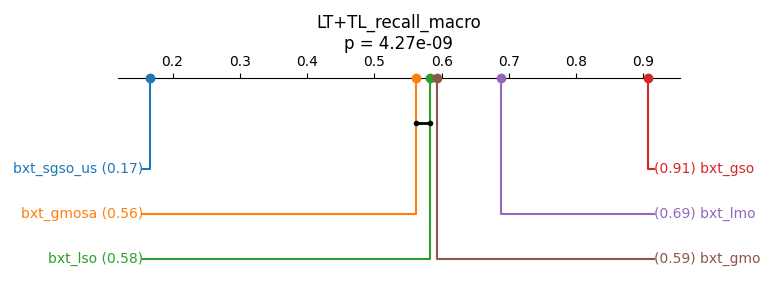 LT+TL_recall_macro
p = 4.27e-09
0.2 0.3 0.4 0.5 0.6 0.7 0.8 0.9
bxt_sgso_us (0.17) (0.91) bxt_gso
bxt_gmosa (0.56) (0.69) bxt_lmo
bxt_lso (0.58) (0.59) bxt_gmo